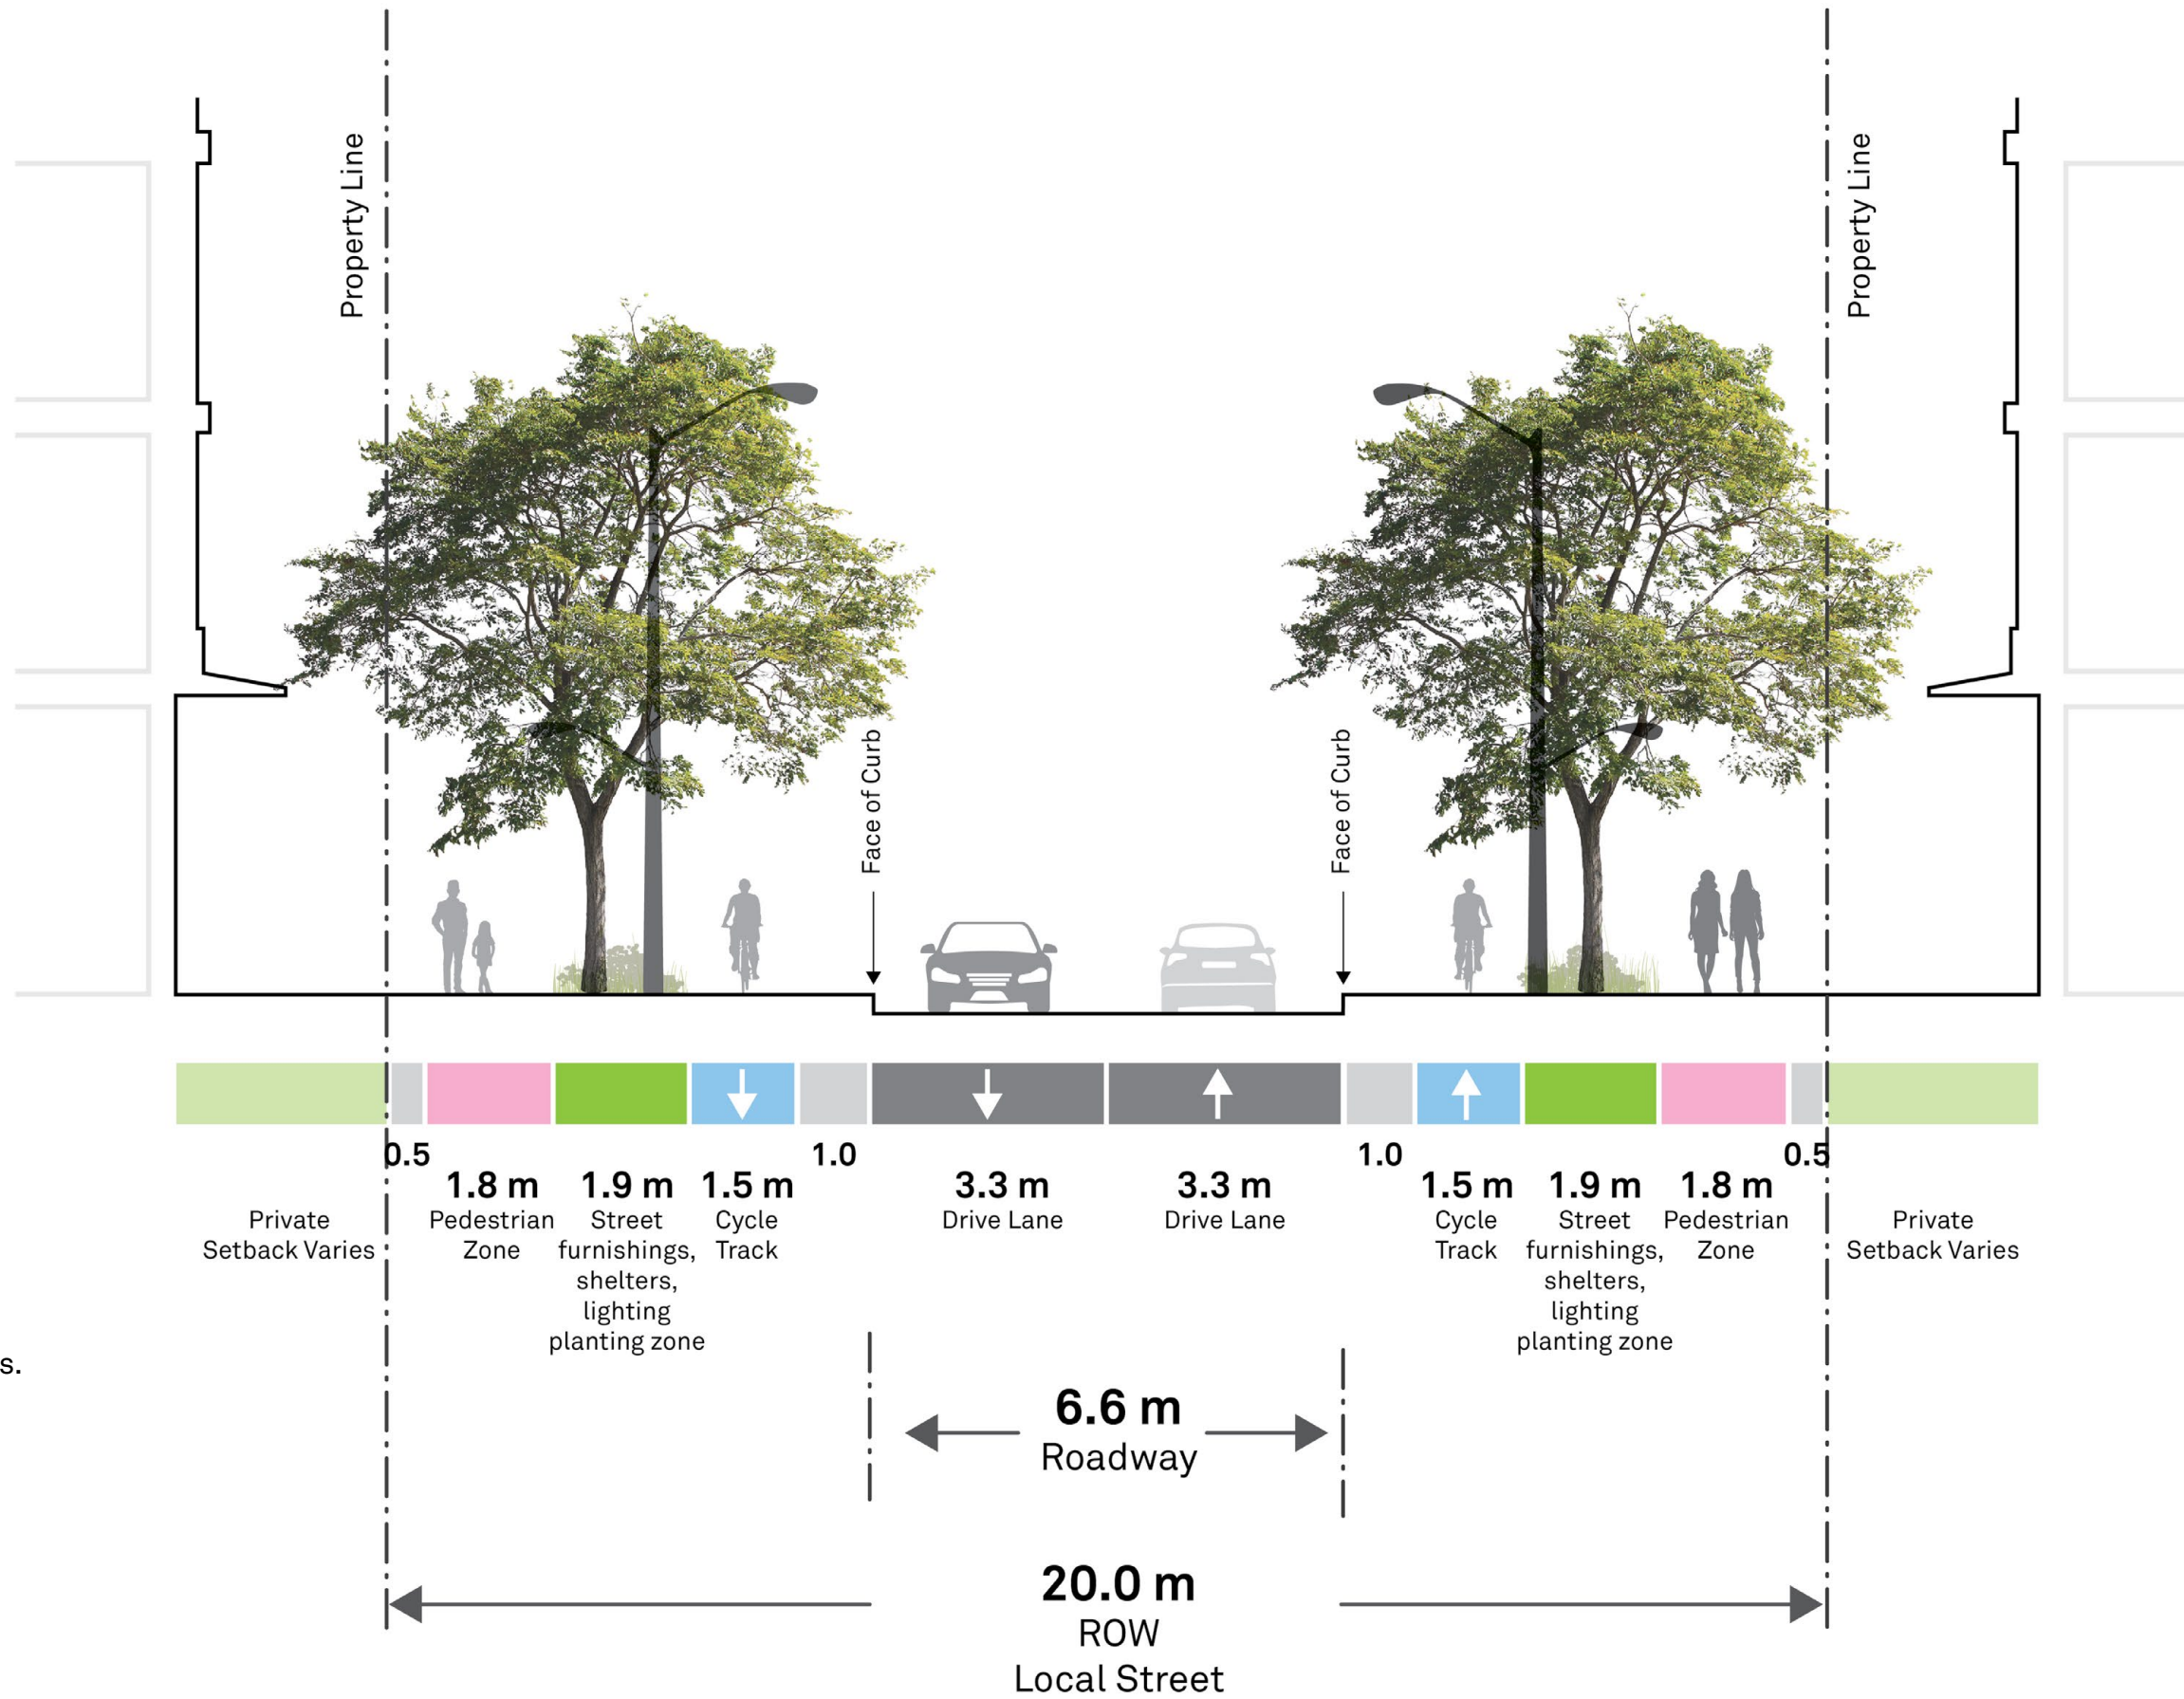 Property Line
Property Line
Face of Curb
Face of Curb
0.5
1.0
1.0
0.5
1.8 m
1.9 m
1.5 m
3.3 m
3.3 m
1.5 m
1.9 m
1.8 m
Private
Setback Varies
Pedestrian
Zone
Street
furnishings,
shelters,
lighting
planting zone
Cycle
Track
Drive Lane
Drive Lane
Cycle
Track
Street
furnishings,
shelters,
lighting
planting zone
Pedestrian
Zone
Private
Setback Varies
s.
6.6 m
Roadway
20.0 m
ROW
Local Street